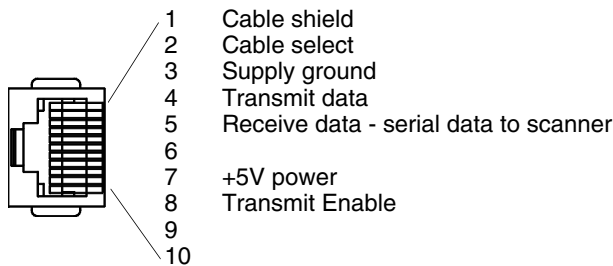 1 Cable shield
2 Cable select
3 Supply ground
4 Transmit data
5 Receive data - serial data to scanner
6
7 +5V power
8 Transmit Enable
9
10